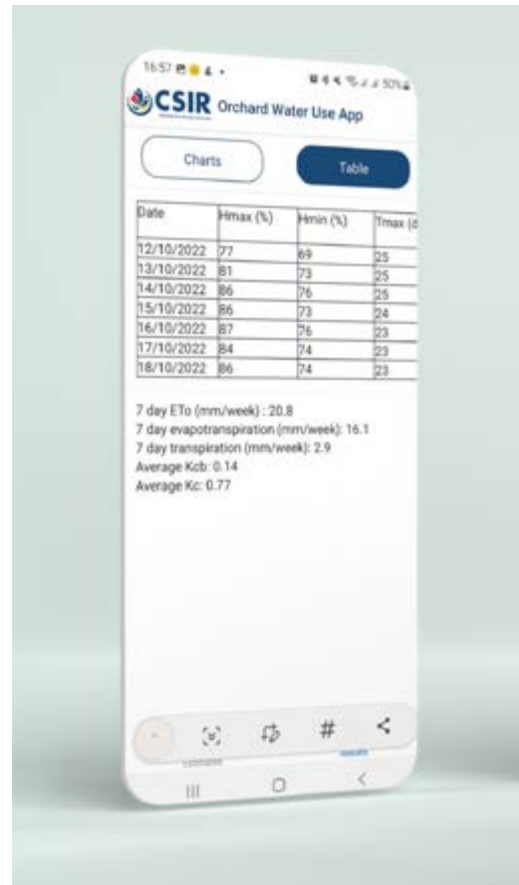 16:57
50%
CSIR Orchard Water Use App
Charts Table
Date Hmax (%) Hmin (%) Tmax (d
12/10/2022 77 69 25
13/10/2022 81 73 25
14/10/2022 86 76 25
15/10/2022 86 73 24
16/10/2022 87 76 23
17/10/2022 84 74 23
18/10/2022 86 74 23
7 day ETo (mm/week) : 20.8
7 day evapotranspiration (mm/week): 16.1
7 day transpiration (mm/week): 2.9
Average Kcb: 0.14
Average Kc: 0.77
#